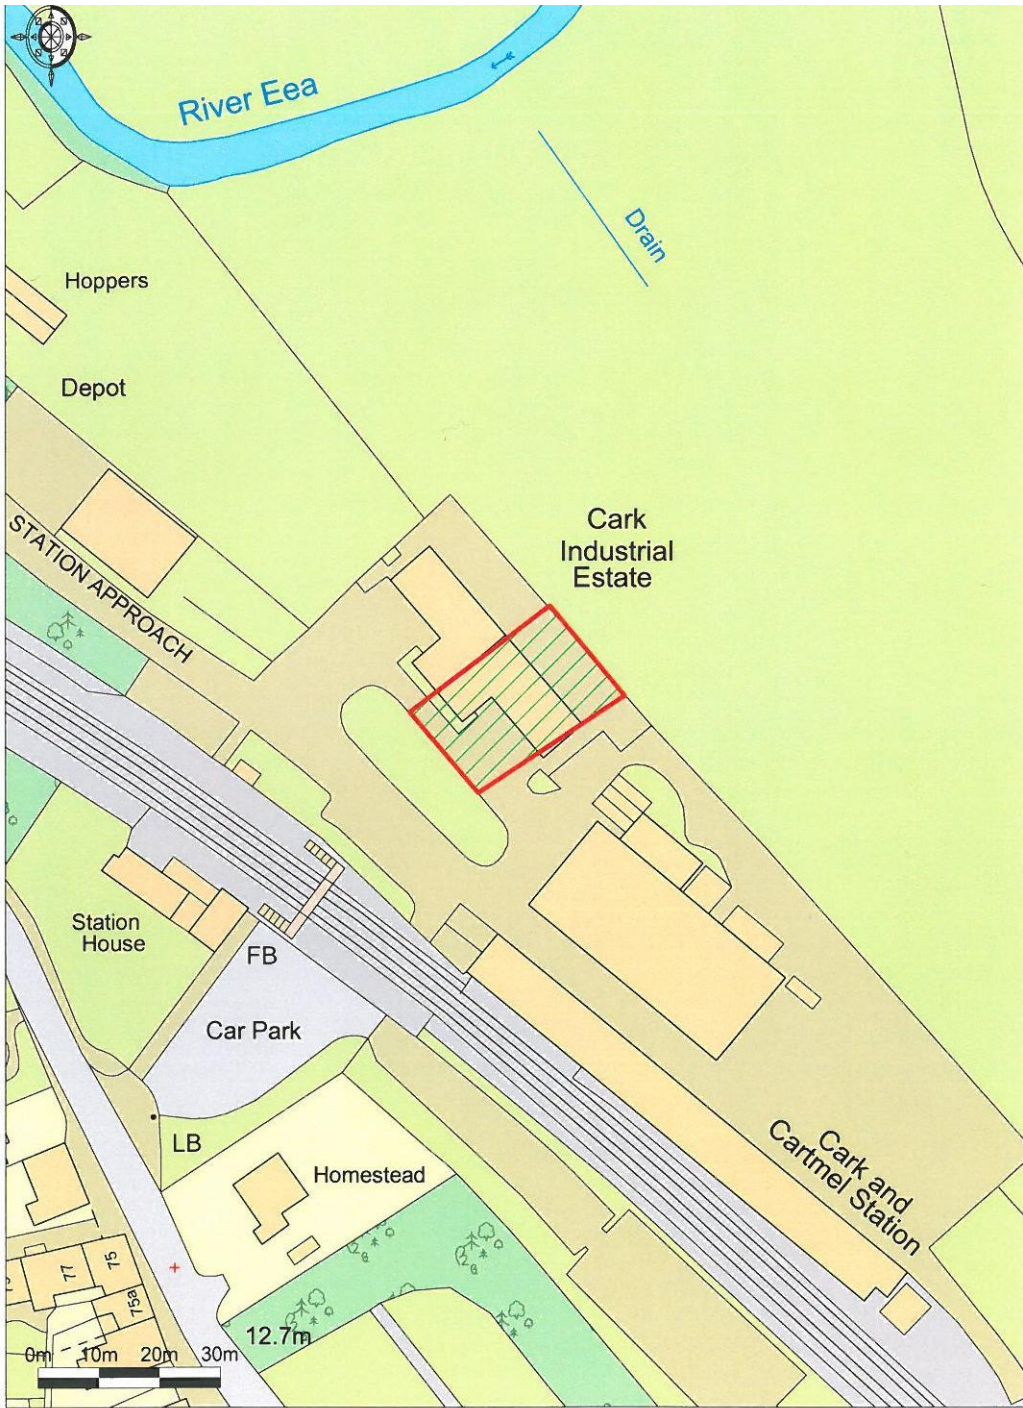 River Eea
Drain
Hoppers
Depot
STATION APPROACH
Cark
Industrial
Estate
Station
House
FB
Car Park
LB
Homestead
Cark and
Cartmel Station
77
75
75a
12.7m
0m 10m 20m 30m